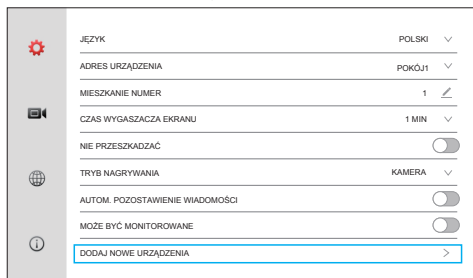 JĘZYK POLSKI
ADRES URZĄDZENIA POKÓJ1
MIESZKANIE NUMER 1
CZAS WYGASZACZA EKRANU 1 MIN
NIE PRZESZKADZAĆ
TRYB NAGRYWANIA KAMERA
AUTOM. POZOSTAWIENIE WIADOMOŚCI
MOŻE BYĆ MONITOROWANE
DODAJ NOWE URZĄDZENIA